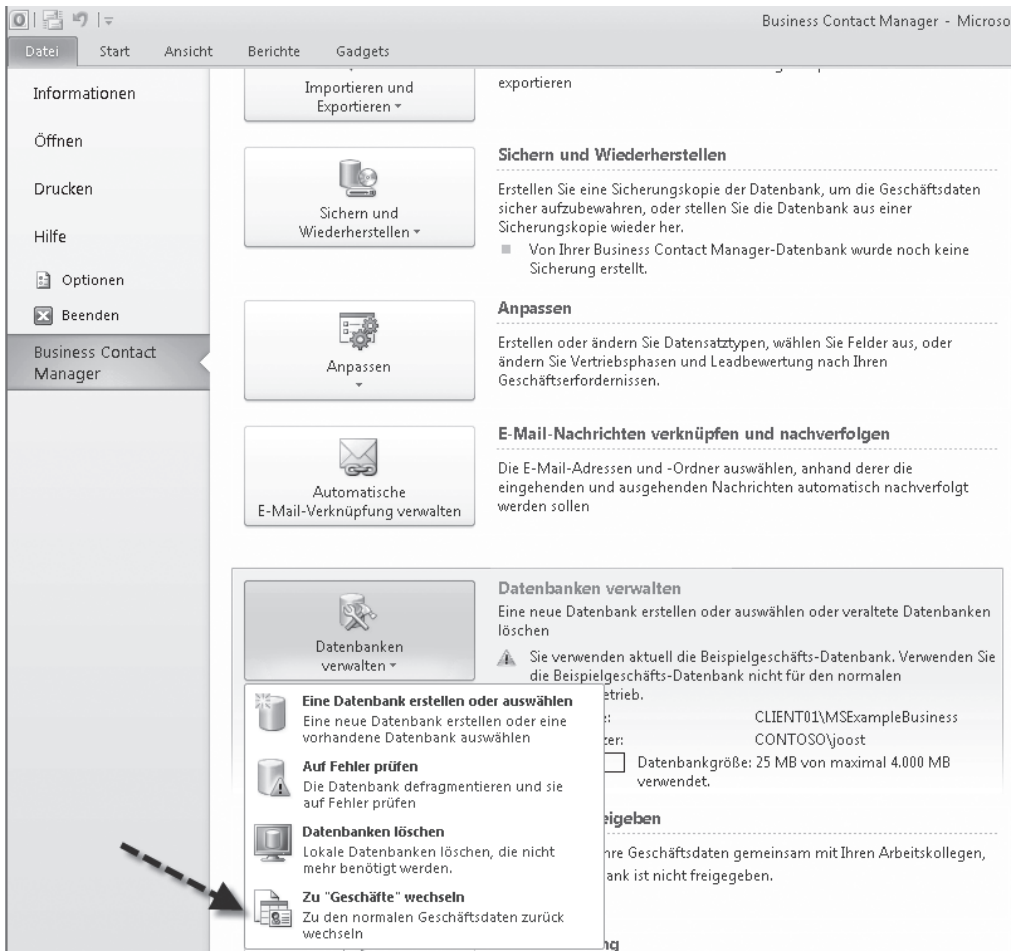 Business Contact Manager - Microso
Datei Start Ansicht Berichte Gadgets
Informationen
Öffnen
Drucken
Hilfe
Optionen
Beenden
Business Contact
Manager
Importieren und
Exportieren
exportieren
Sichern und
Wiederherstellen
Sichern und Wiederherstellen
Erstellen Sie eine Sicherungskopie der Datenbank, um die Geschäftsdaten
sicher aufzubewahren, oder stellen Sie die Datenbank aus einer
Sicherungskopie wieder her.
Von Ihrer Business Contact Manager-Datenbank wurde noch keine
Sicherung erstellt.
Anpassen
Anpassen
Erstellen oder ändern Sie Datensatztypen, wählen Sie Felder aus, oder
ändern Sie Vertriebsphasen und Leadbewertung nach Ihren
Geschäftserfordernissen.
Automatische
E-Mail-Verknüpfung verwalten
E-Mail-Nachrichten verknüpfen und nachverfolgen
Die E-Mail-Adressen und -Ordner auswählen, anhand derer die
eingehenden und ausgehenden Nachrichten automatisch nachverfolgt
werden sollen
Datenbanken
verwalten
Datenbanken verwalten
Eine neue Datenbank erstellen oder auswählen oder veraltete Datenbanken
löschen
Sie verwenden aktuell die Beispielgeschäfts-Datenbank. Verwenden Sie
die Beispielgeschäfts-Datenbank nicht für den normalen
etrieb.
e: CLIENT01\MSExampleBusiness
zer: CONTOSO\joost
Datenbankgröße: 25 MB von maximal 4.000 MB
verwendet.
eigeben
hre Geschäftsdaten gemeinsam mit Ihren Arbeitskollegen,
ank ist nicht freigegeben.
ng
Eine Datenbank erstellen oder auswählen
Eine neue Datenbank erstellen oder eine
vorhandene Datenbank auswählen
Auf Fehler prüfen
Die Datenbank defragmentieren und sie
auf Fehler prüfen
Datenbanken löschen
Lokale Datenbanken löschen, die nicht
mehr benötigt werden.
Zu "Geschäfte" wechseln
Zu den normalen Geschäftsdaten zurück
wechseln